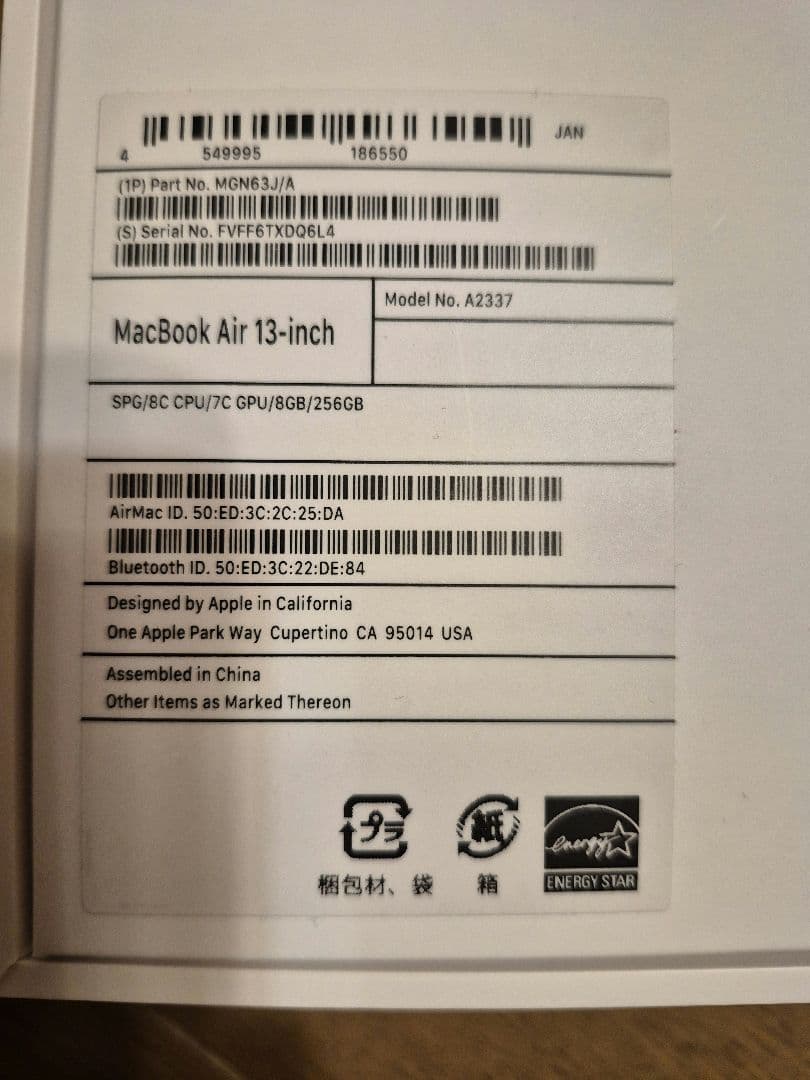 JAN
4 549995 186550
(1P) Part No. MGN63J/A
(S) Serial No. FVFF6TXDQ6L4
MacBook Air 13-inch
Model No. A2337
SPG/8C CPU/7C GPU/8GB/256GB
AirMac ID. 50:ED:3C:2C:25:DA
Bluetooth ID. 50:ED:3C:22:DE:84
Designed by Apple in California
One Apple Park Way Cupertino CA 95014 USA
Assembled in China
Other Items as Marked Thereon
プラ
紙
energy
梱包材、袋
箱
ENERGY STAR